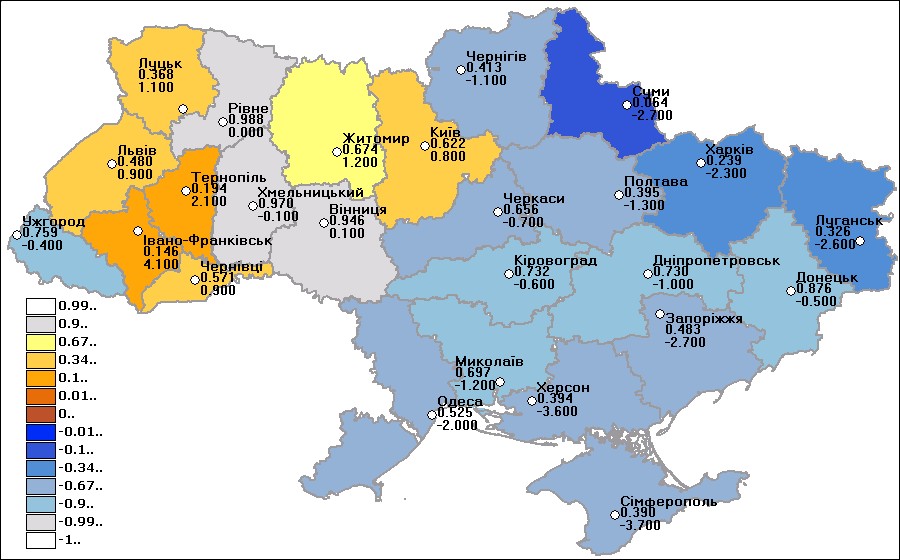 Чернігів
0.413
-1.100
Луцьк
0.368
1.100
Суми
0.064
-2.700
Рівне
0.988
0.000
Житомир
0.674
1.200
Київ
0.622
0.800
Харків
0.239
-2.300
Львів
0.480
0.900
Тернопіль
0.194
2.100
Хмельницький
0.970
-0.100
Вінниця
0.946
0.100
Черкаси
0.656
-0.700
Полтава
0.395
-1.300
Ужгород
0.759
-0.400
Івано-Франківськ
0.146
4.100
Чернівці
0.571
0.900
Луганськ
0.326
-2.600
Кіровоград
0.732
-0.600
Дніпропетровськ
0.730
-1.000
Донецьк
0.876
-0.500
Запоріжжя
0.483
-2.700
Миколаїв
0.697
-1.200
Херсон
0.394
-3.600
Одеса
0.525
-2.000
Сімферополь
0.390
-3.700
0.99..
0.9..
0.67..
0.34..
0.1..
0.01..
0..
-0.01..
-0.1..
-0.34..
-0.67..
-0.9..
-0.99..
-1..